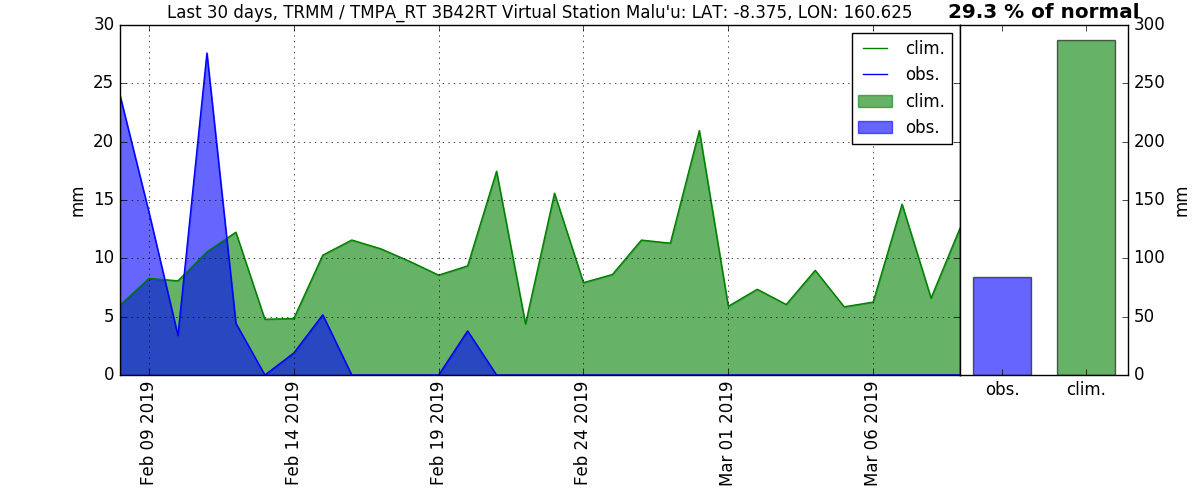 Last 30 days, TRMM / TMPA_RT 3B42RT Virtual Station Malu'u: LAT: -8.375, LON: 160.625
29.3 % of normal
30
25
20
15
10
5
0
mm
clim.
obs.
clim.
obs.
300
250
200
150
100
50
0
mm
Feb 09 2019
Feb 14 2019
Feb 19 2019
Feb 24 2019
Mar 01 2019
Mar 06 2019
obs.
clim.